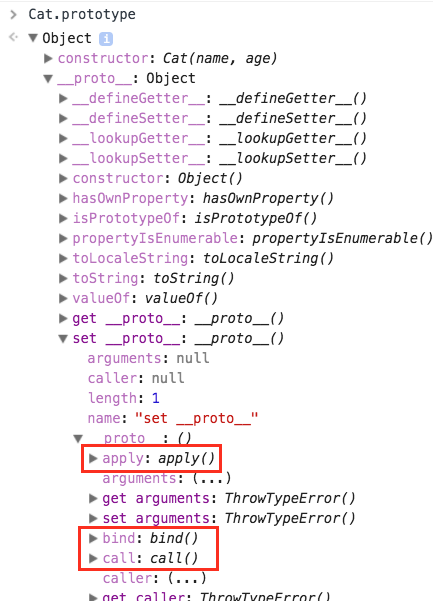 Cat.prototype
Object i
constructor: Cat(name, age)
__proto__: Object
__defineGetter__: __defineGetter__()
__defineSetter__: __defineSetter__()
__lookupGetter__: __lookupGetter__()
__lookupSetter__: __lookupSetter__()
constructor: Object()
hasOwnProperty: hasOwnProperty()
isPrototypeOf: isPrototypeOf()
propertyIsEnumerable: propertyIsEnumerable()
toLocaleString: toLocaleString()
toString: toString()
valueOf: valueOf()
get __proto__: __proto__()
set __proto__: __proto__()
arguments: null
caller: null
length: 1
name: "set __proto__"
__proto__: ()
apply: apply()
arguments: (...)
get arguments: ThrowTypeError()
set arguments: ThrowTypeError()
bind: bind()
call: call()
caller: (...)
get caller: ThrowTypeError()